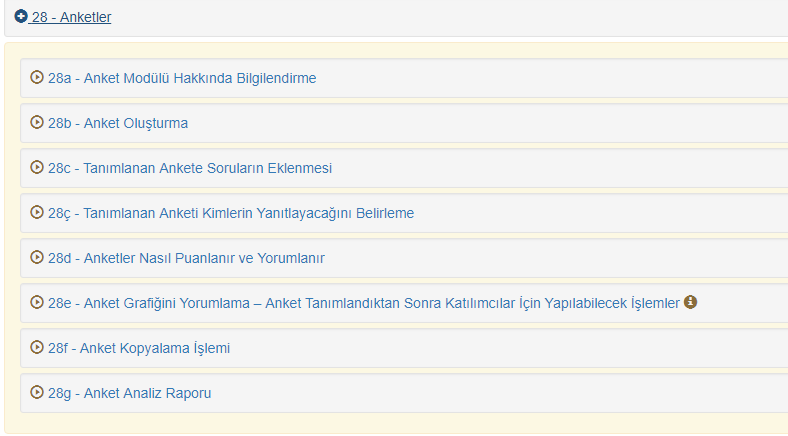 28 - Anketler
28a - Anket Modülü Hakkında Bilgilendirme
28b - Anket Oluşturma
28c - Tanımlanan Ankete Soruların Eklenmesi
28ç - Tanımlanan Anketi Kimlerin Yanıtlayacağını Belirleme
28d - Anketler Nasıl Puanlanır ve Yorumlanır
28e - Anket Grafiğini Yorumlama – Anket Tanımlandıktan Sonra Katılımcılar İçin Yapılabilecek İşlemler
28f - Anket Kopyalama İşlemi
28g - Anket Analiz Raporu